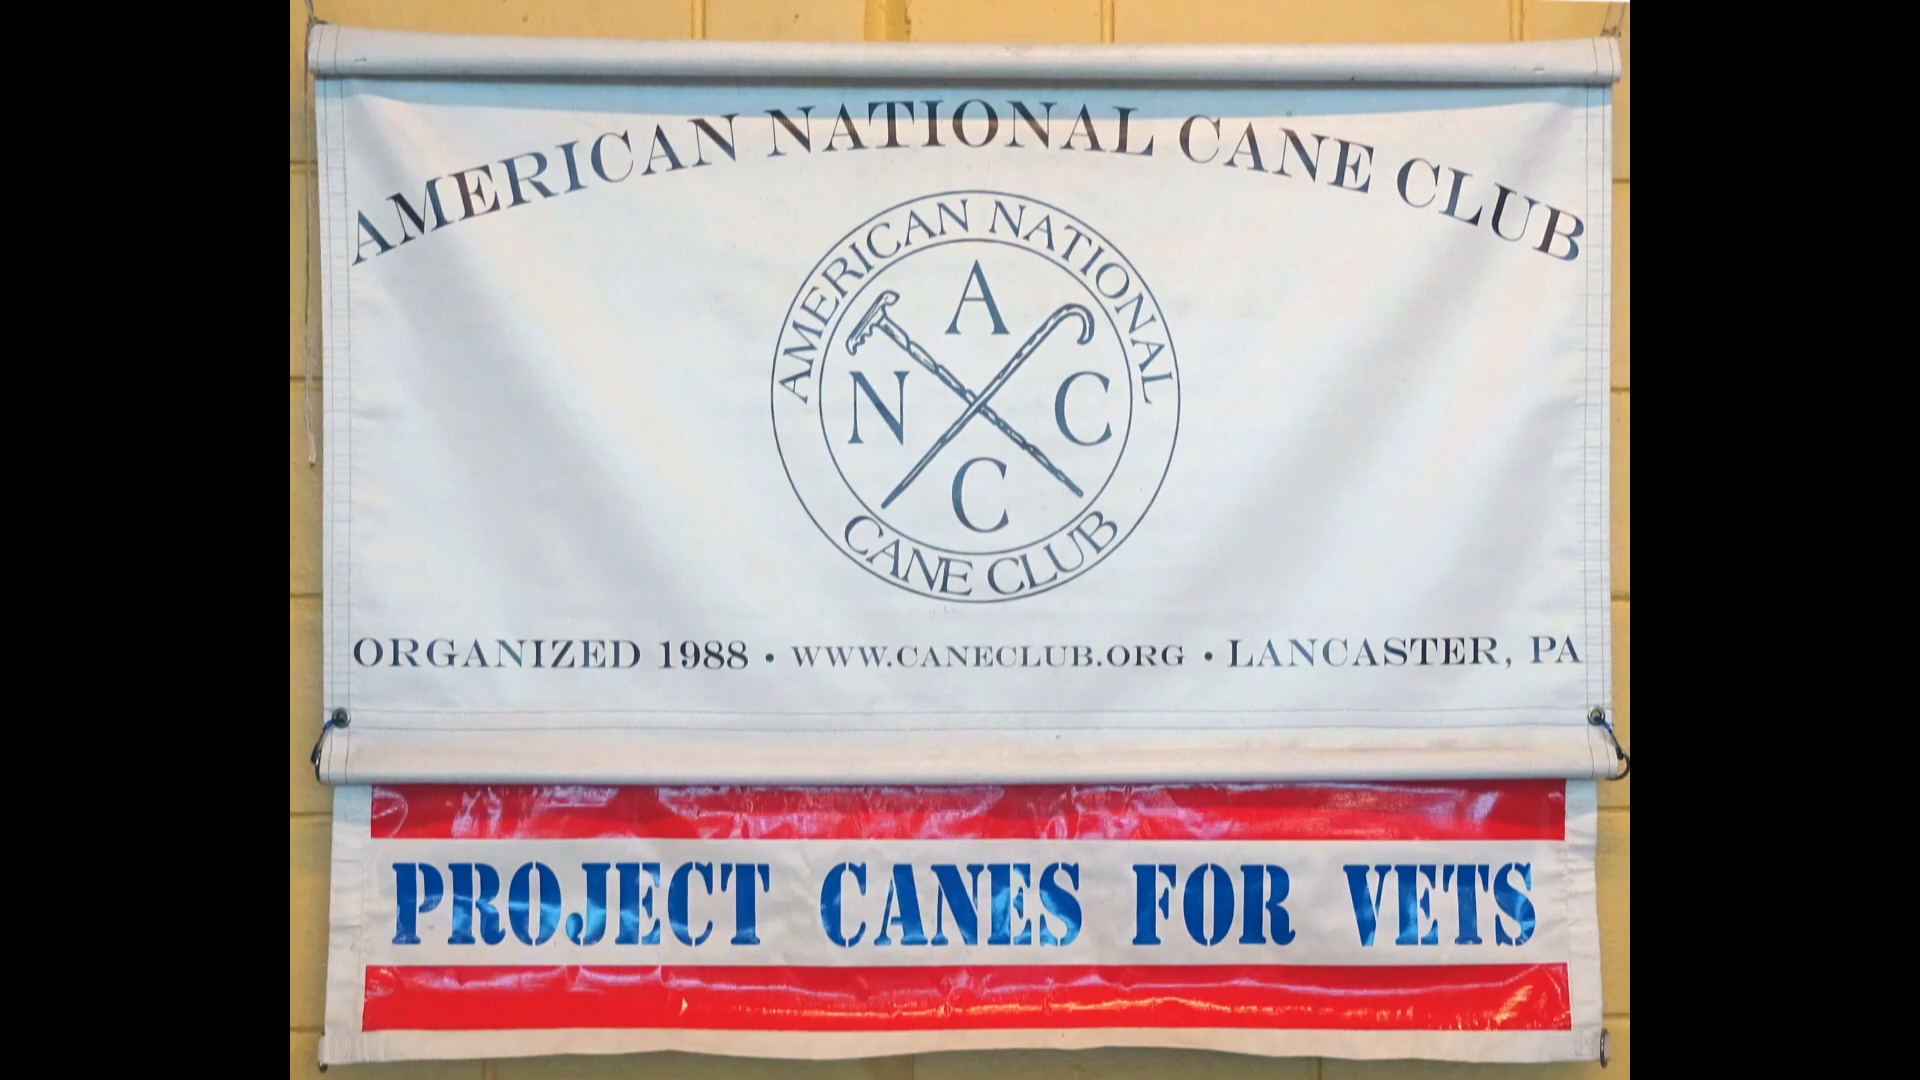 AMERICAN NATIONAL CANE CLUB
AMERICAN NATIONAL
A
N C
C
CANE CLUB
ORGANIZED 1988 • WWW.CANECLUB.ORG • LANCASTER, PA
PROJECT CANES FOR VETS